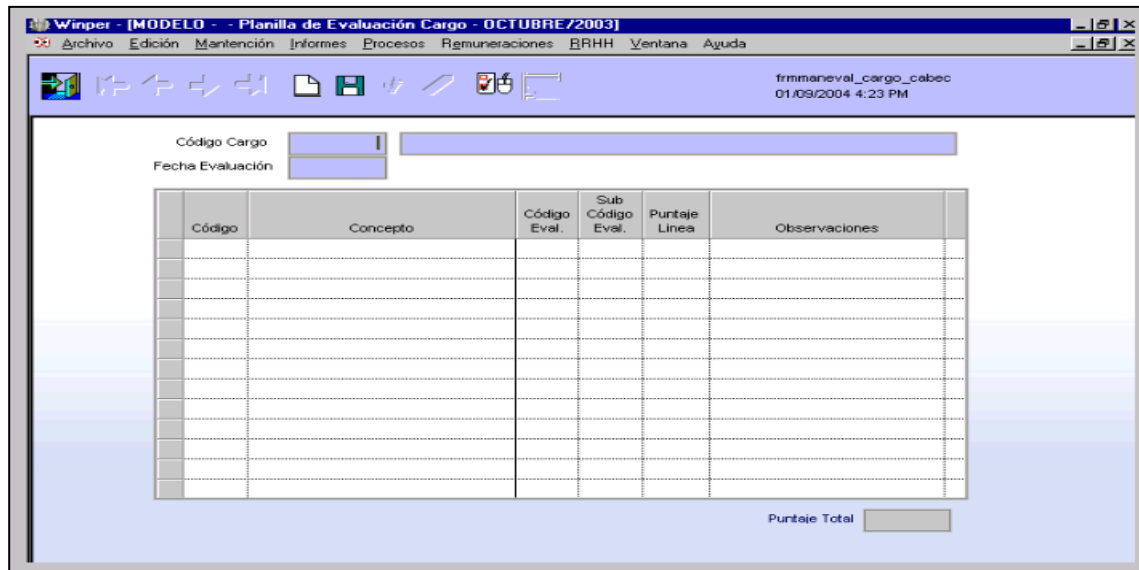 Winper - [MODELO - - Planilla de Evaluación Cargo - OCTUBRE/2003]
Archivo Edición Mantención Informes Procesos Remuneraciones RRHH Ventana Ayuda
frmmaneval_cargo_cabec
01/09/2004 4:23 PM
Código Cargo
Fecha Evaluación
Código Concepto Código Eval. Sub Código Eval. Puntaje Linea Observaciones
Puntaje Total